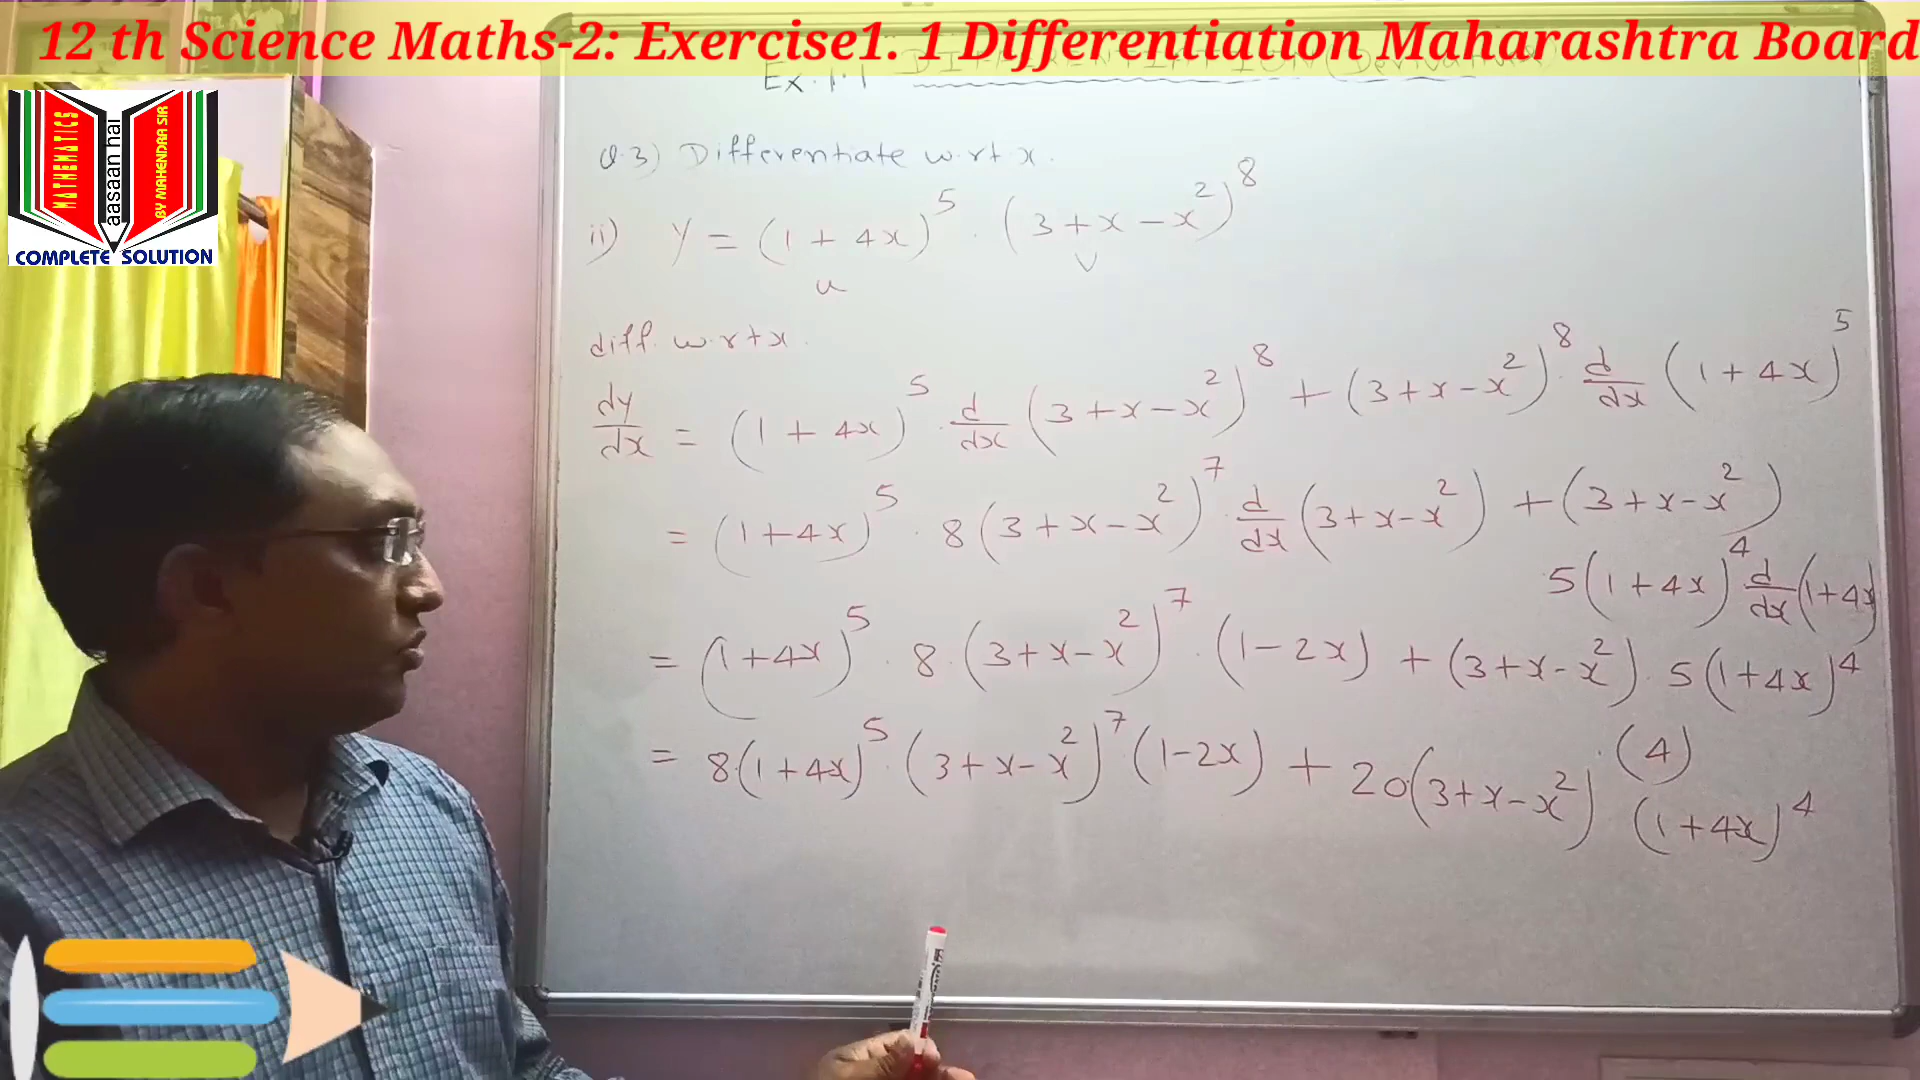 12 th Science Maths-2: Exercise1. 1 Differentiation Maharashtra Board
Ex. 1.1 DIFFERENTIATION (Derivatives)
MATHEMATICS
aasaan hai
BY MAHENDRA SIR
COMPLETE SOLUTION
Q.3) Differentiate w.r.t.x.
ii) y = (1 + 4x)^5 . (3 + x - x^2)^8
u v
diff. w.r.t x.
dy/dx = (1 + 4x)^5 . d/dx (3 + x - x^2)^8 + (3 + x - x^2)^8 . d/dx (1 + 4x)^5
= (1 + 4x)^5 . 8 (3 + x - x^2)^7 . d/dx (3 + x - x^2) + (3 + x - x^2)
5 (1 + 4x)^4 d/dx (1 + 4x)
= (1 + 4x)^5 . 8 . (3 + x - x^2)^7 . (1 - 2x) + (3 + x - x^2) . 5 (1 + 4x)^4
. (4)
= 8 . (1 + 4x)^5 . (3 + x - x^2)^7 . (1 - 2x) + 20 (3 + x - x^2)
(1 + 4x)^4